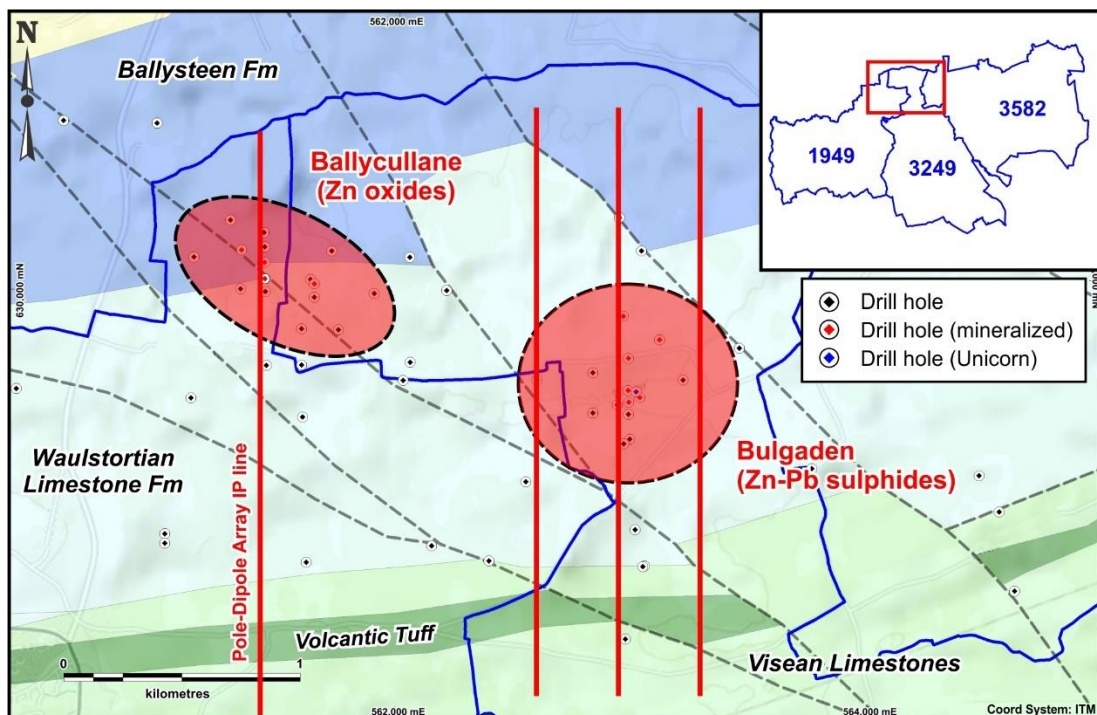 562,000 mE
N
Ballysteen Fm
3582
1949
3249
Ballycullane
(Zn oxides)
630,000 mN
Drill hole
Drill hole (mineralized)
Drill hole (Unicorn)
Waulstortian
Limestone Fm
Bulgaden
(Zn-Pb sulphides)
Pole-Dipole Array IP line
Volcantic Tuff
Visean Limestones
0 1
kilometres
562,000 mE
564,000 mE
Coord System: ITM